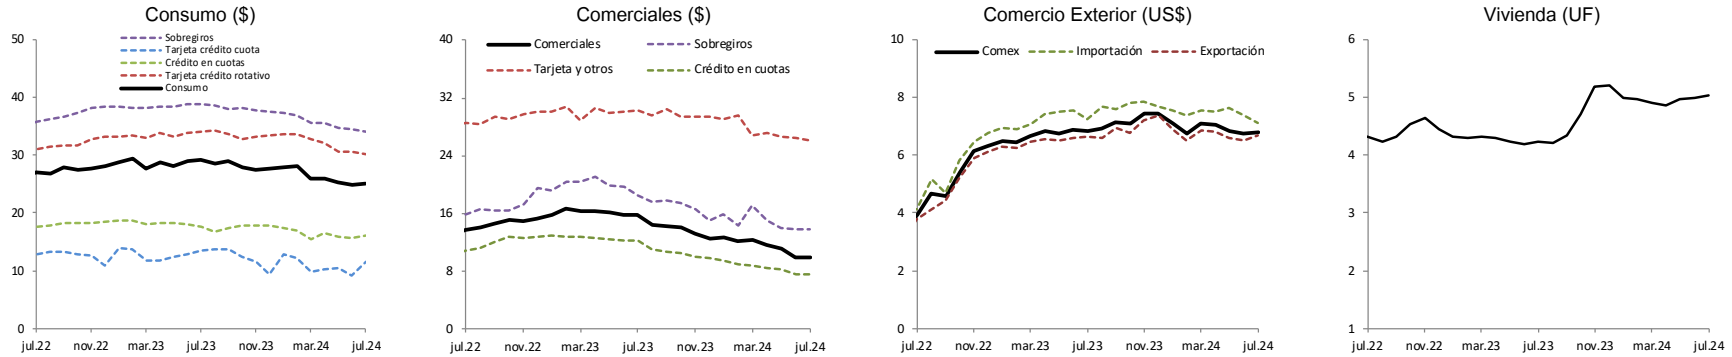 Consumo ($)
50
40
30
20
10
0
Sobregiros
Tarjeta crédito cuota
Crédito en cuotas
Tarjeta crédito rotativo
Consumo
jul.22 nov.22 mar.23 jul.23 nov.23 mar.24 jul.24
Comerciales ($)
40
32
24
16
8
0
Comerciales Sobregiros
Tarjeta y otros Crédito en cuotas
jul.22 nov.22 mar.23 jul.23 nov.23 mar.24 jul.24
Comercio Exterior (US$)
10
8
6
4
2
0
Comex Importación Exportación
jul.22 nov.22 mar.23 jul.23 nov.23 mar.24 jul.24
Vivienda (UF)
6
5
4
3
2
1
jul.22 nov.22 mar.23 jul.23 nov.23 mar.24 jul.24